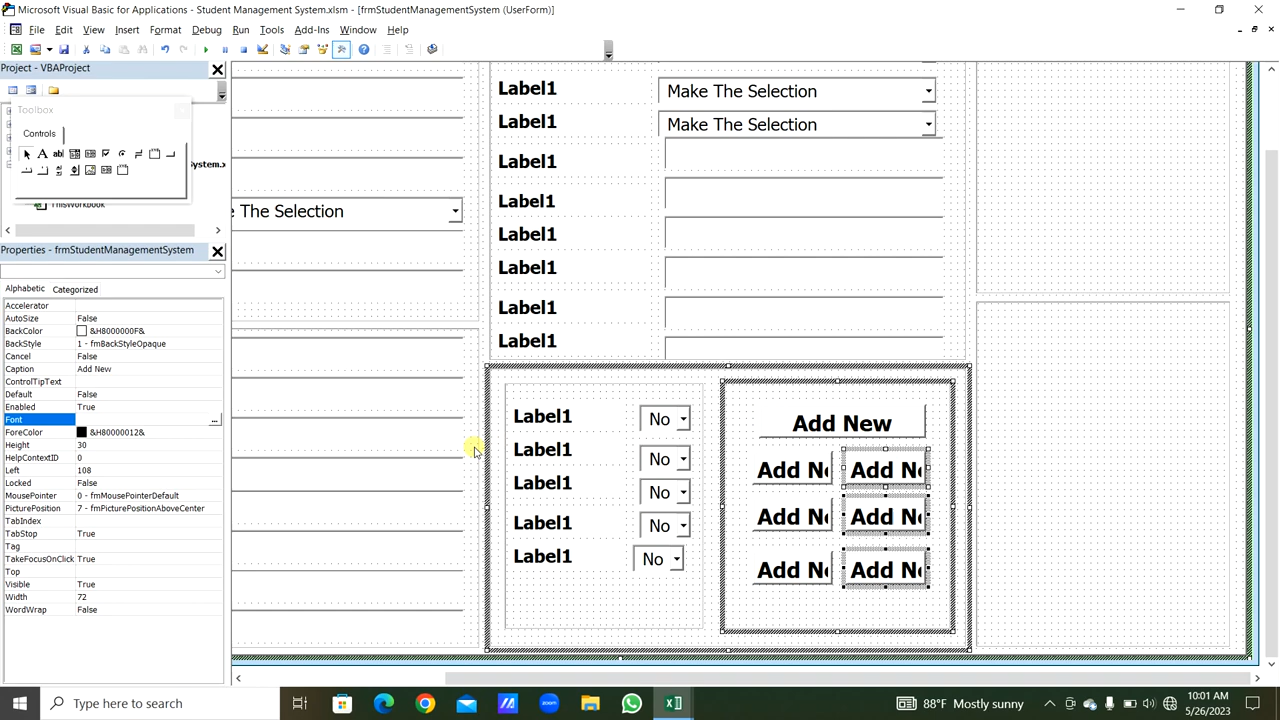 Microsoft Visual Basic for Applications - Student Management System.xlsm - [frmStudentManagementSystem (UserForm)]
File Edit View Insert Format Debug Run Tools Add-Ins Window Help
Project - VBAProject
Toolbox
Controls
System.x
ThisWorkbook
Properties - frmStudentManagementSystem
Alphabetic Categorized
Accelerator
AutoSize False
BackColor &H8000000F&
BackStyle 1 - fmBackStyleOpaque
Cancel False
Caption Add New
ControlTipText
Default False
Enabled True
Font ...
ForeColor &H80000012&
Height 30
HelpContextID 0
Left 108
Locked False
MousePointer 0 - fmMousePointerDefault
PicturePosition 7 - fmPicturePositionAboveCenter
TabIndex
TabStop True
Tag
TakeFocusOnClick True
Top
Visible True
Width 72
WordWrap False
e The Selection
Label1 Make The Selection
Label1 Make The Selection
Label1
Label1
Label1
Label1
Label1
Label1
Label1 No
Label1 No
Label1 No
Label1 No
Label1 No
Add New
Add Ne Add Ne
Add Ne Add Ne
Add Ne Add Ne
Type here to search
88°F Mostly sunny
10:01 AM
5/26/2023